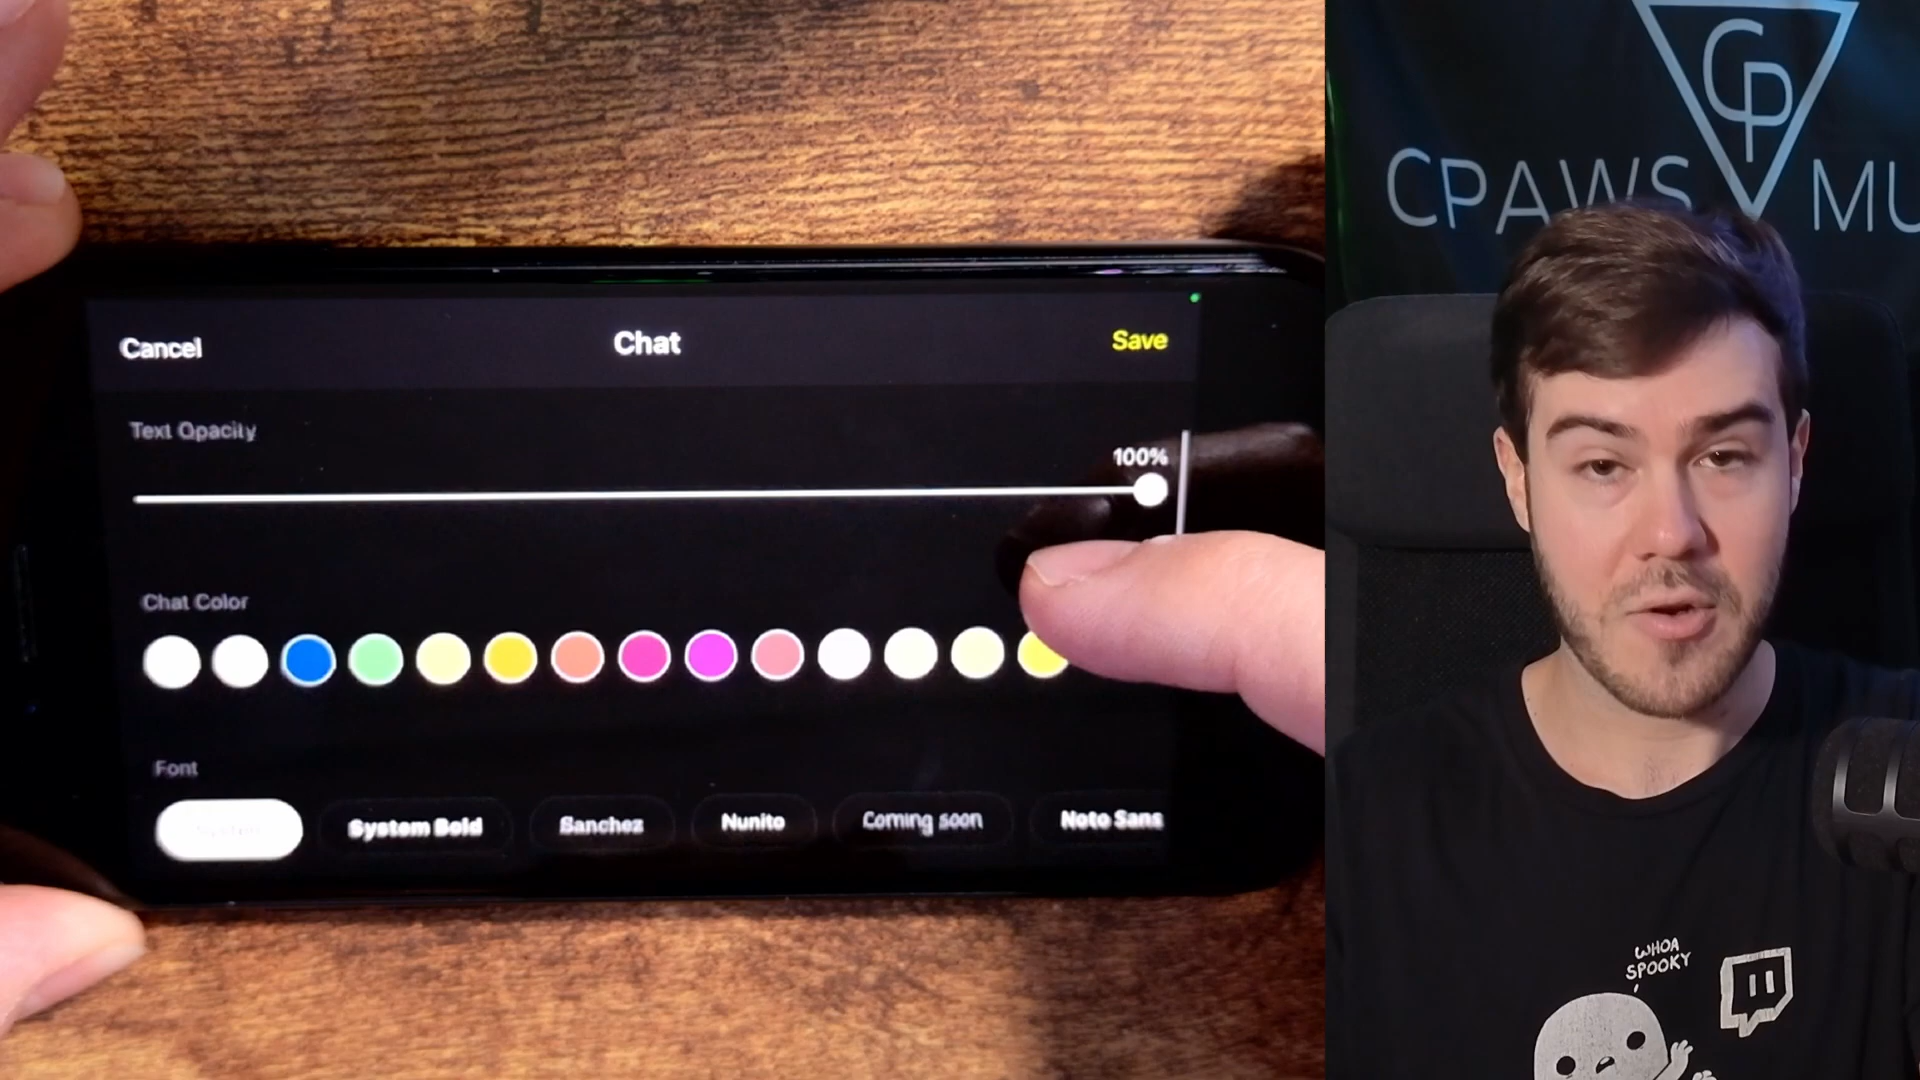 Cancel
Chat
Save
Text Opacity
100%
Chat Color
Font
System Bold
Sanchez
Nunito
Coming soon
Noto Sans
CP
CPAWS MU
WHOA
SPOOKY